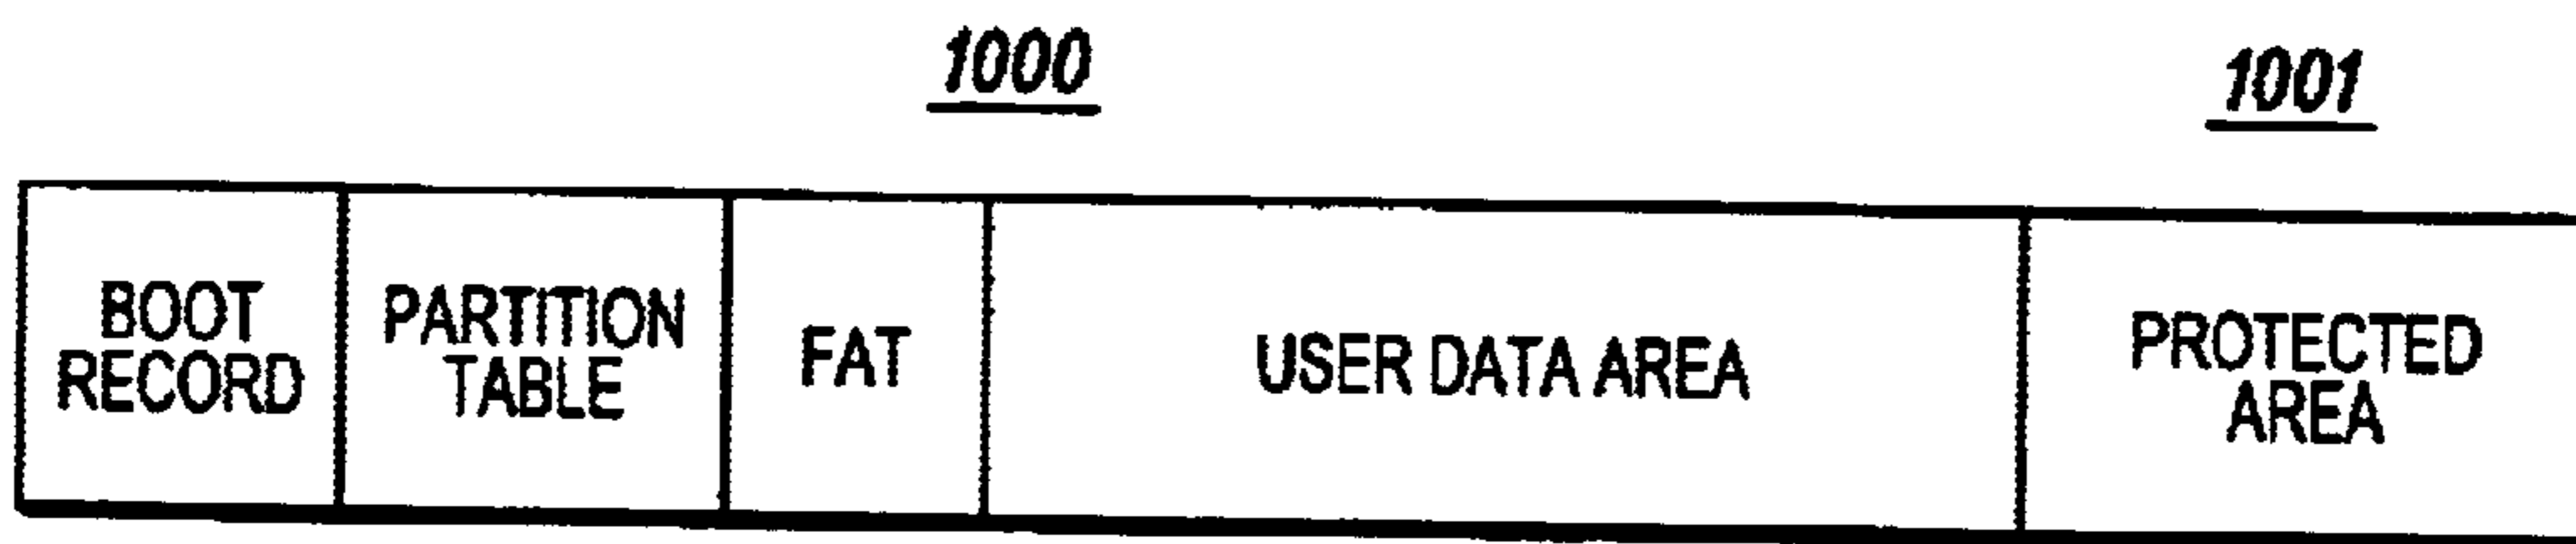 1000
1001
BOOT
RECORD
PARTITION
TABLE
FAT
USER DATA AREA
PROTECTED
AREA